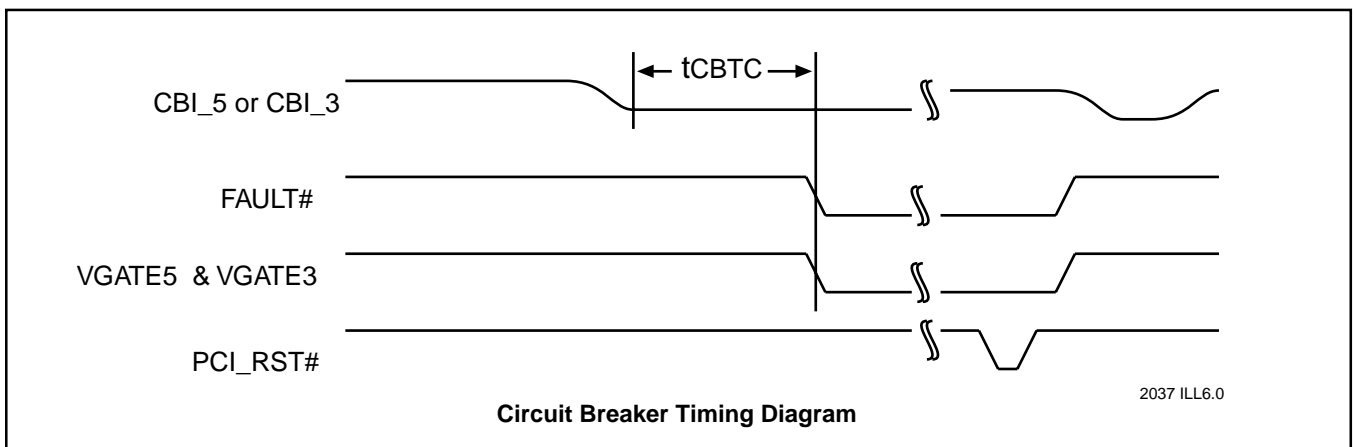 tCBTC
CBI_5 or CBI_3
FAULT#
VGATE5 & VGATE3
PCI_RST#
2037 ILL6.0
Circuit Breaker Timing Diagram